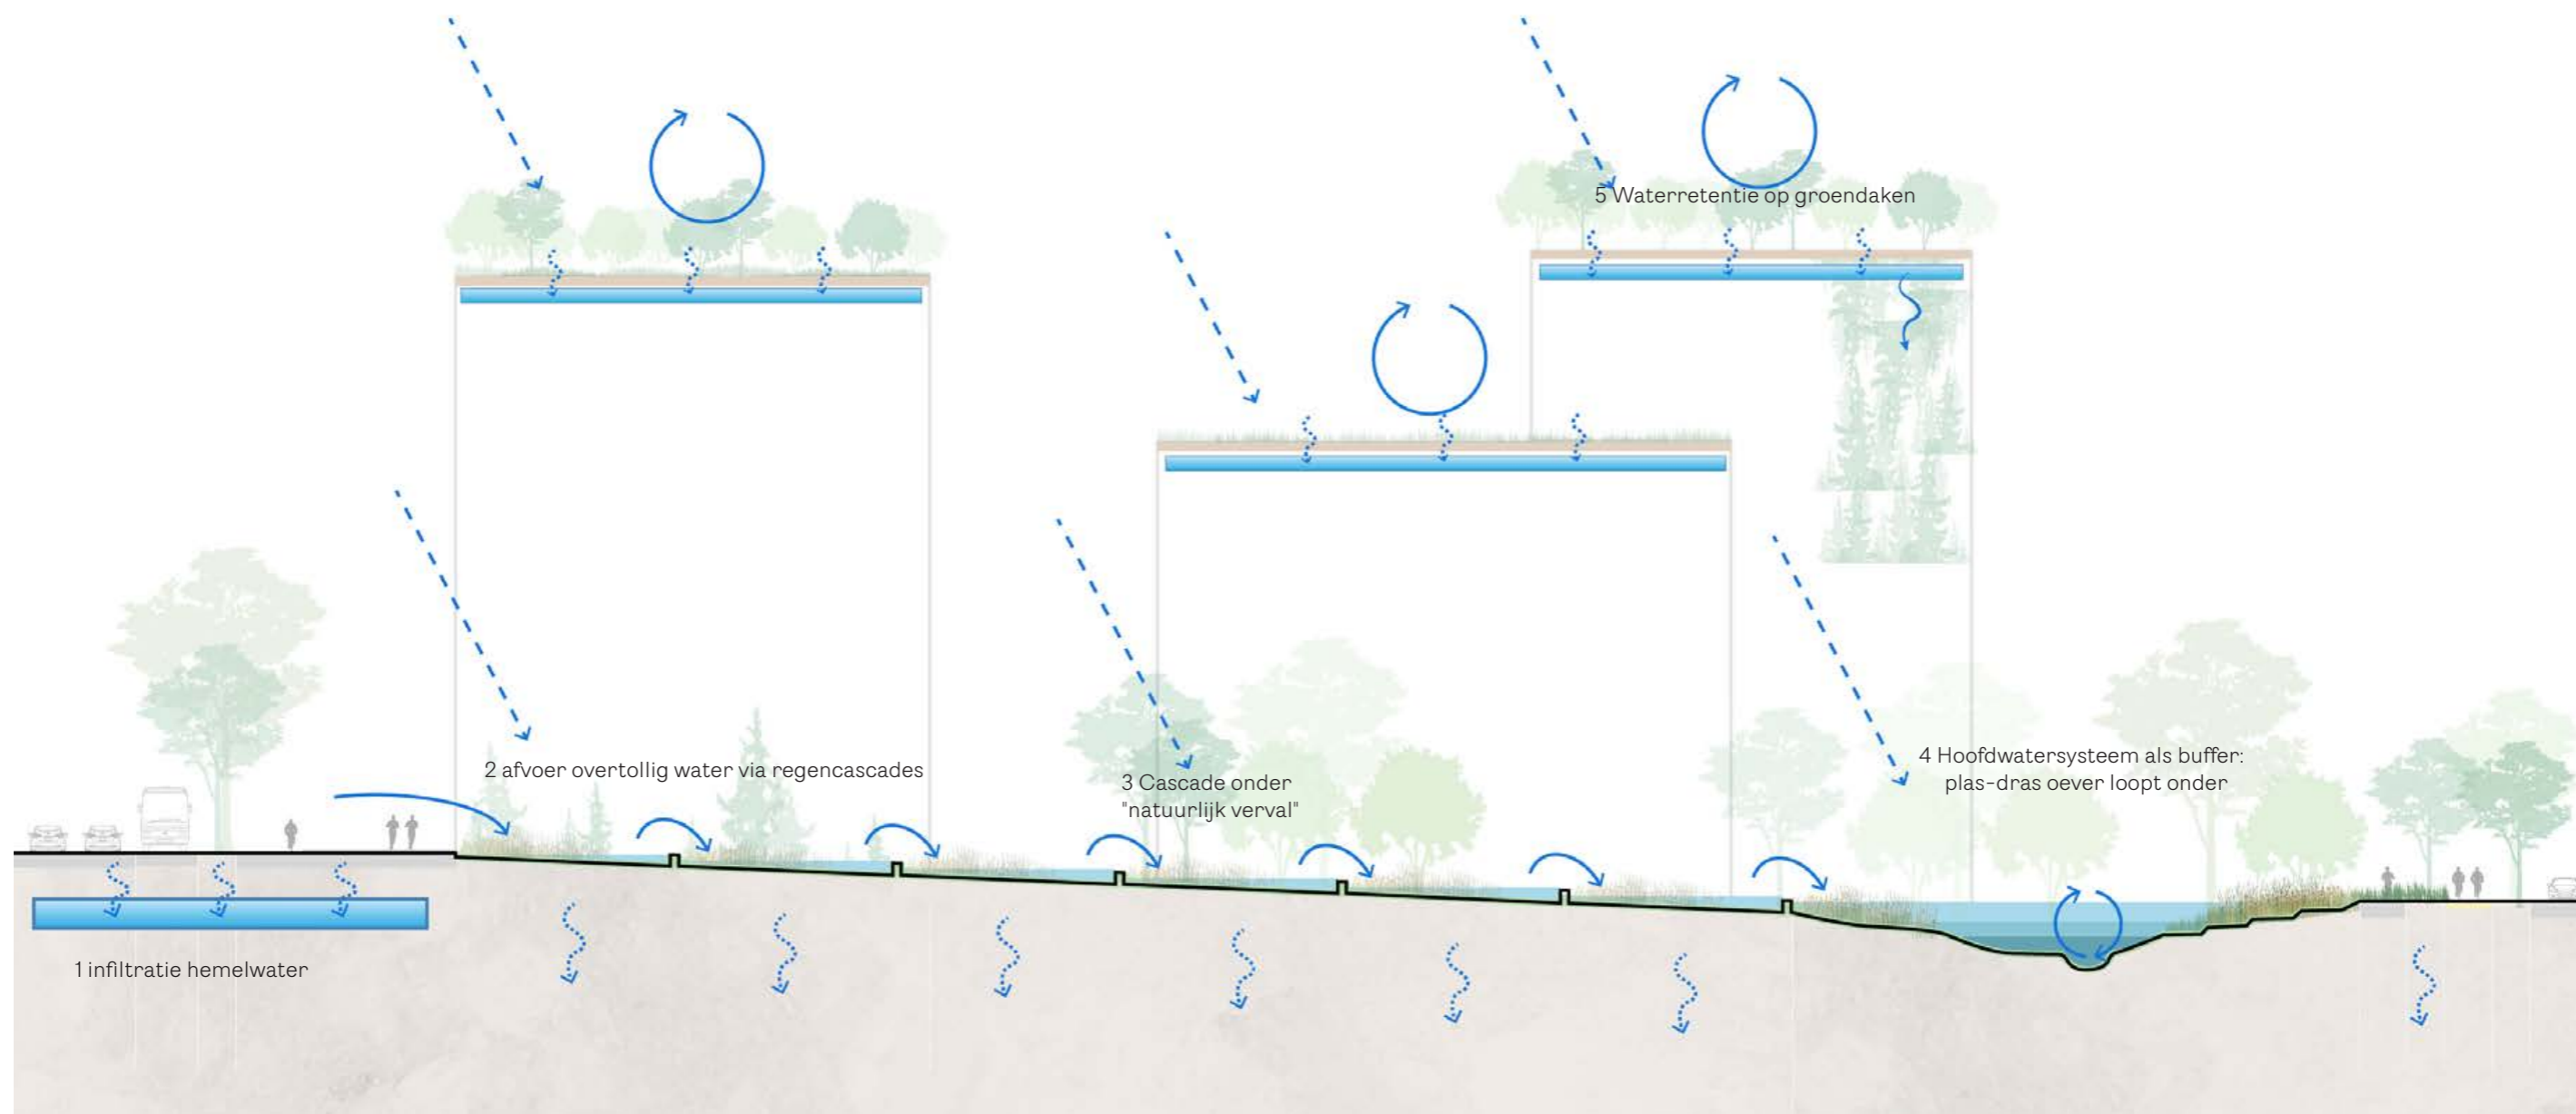 5 Waterretentie op groendaken
2 afvoer overtollig water via regencascades
3 Cascade onder
"natuurlijk verval"
4 Hoofdwatersysteem als buffer:
plas-dras oever loopt onder
1 infiltratie hemelwater